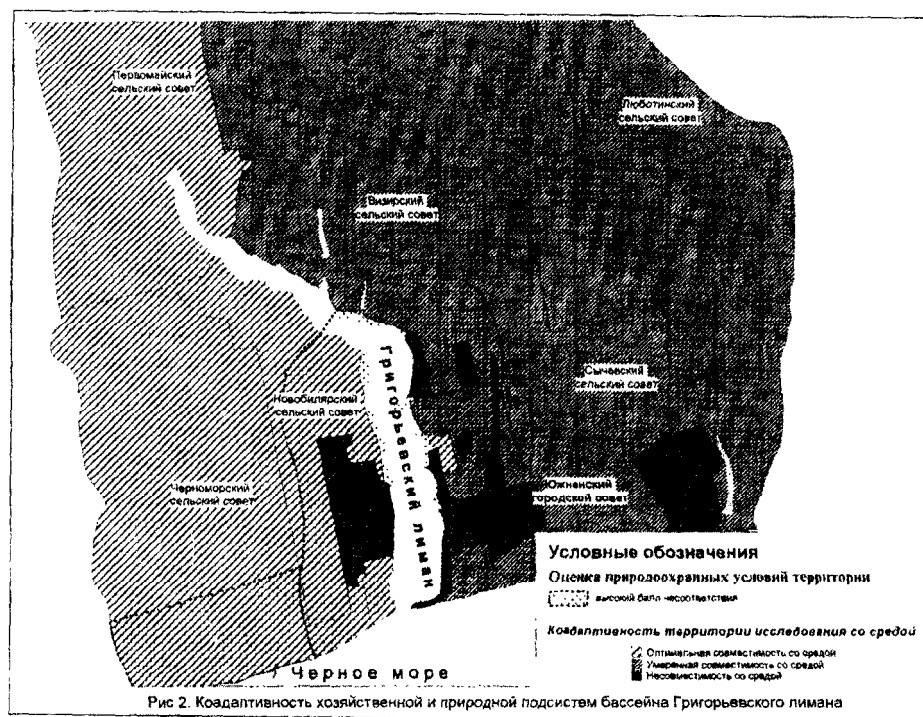 Первомайский
сельский совет
Люботинский
сельский совет
Визирский
сельский совет
Григорьевский лиман
Сычевский
сельский совет
Новобилярский
сельский совет
Черноморский
сельский совет
Южненский
городской совет
Условные обозначения
Оценка природоохранных условий территории
высокий балл несоответствия
Коадаптивность территории исследования со средой
Оптимальная совместимость со средой
Умеренная совместимость со средой
Несовместимость со средой
Черное море
Рис 2. Коадаптивность хозяйственной и природной подсистем бассейна Григорьевского лимана